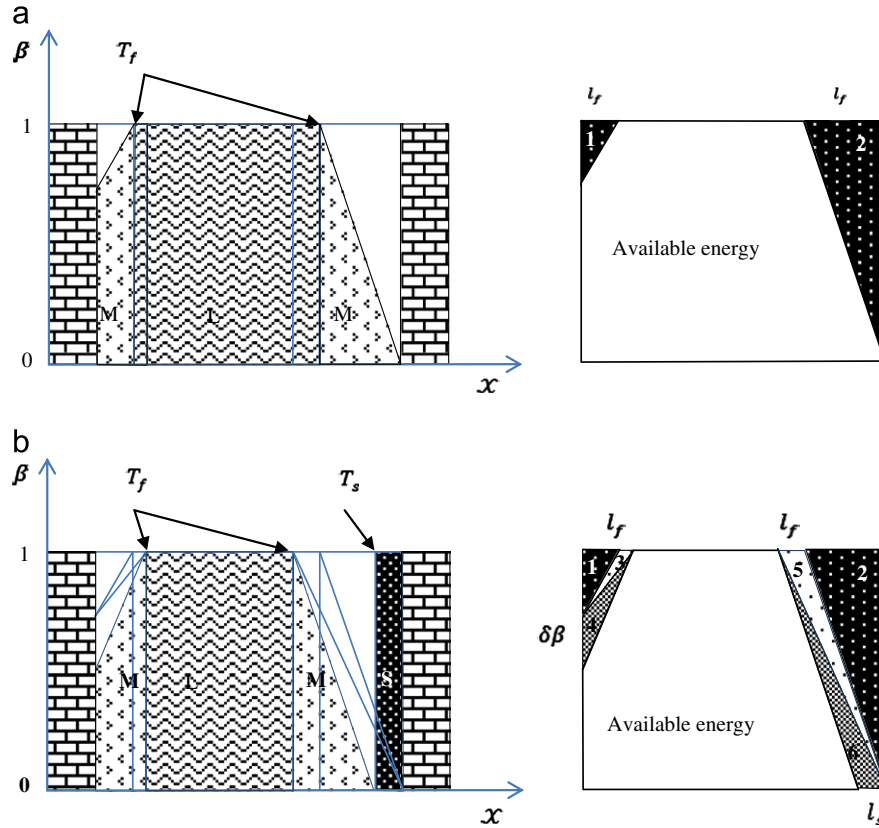 a
β
T_f
1
M
L
M
0
x
l_f
l_f
1
2
Available energy
b
β
T_f
T_s
1
M
L
M
S
0
x
l_f
l_f
1
3
5
2
4
δβ
Available energy
6
l_s